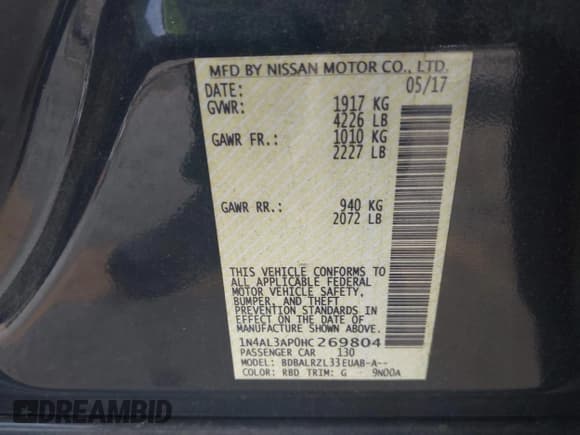 MFD BY NISSAN MOTOR CO., LTD.
DATE: 05/17
GVWR: 1917 KG
4226 LB
GAWR FR.: 1010 KG
2227 LB
GAWR RR.: 940 KG
2072 LB
THIS VEHICLE CONFORMS TO
ALL APPLICABLE FEDERAL
MOTOR VEHICLE SAFETY,
BUMPER, AND THEFT
PREVENTION STANDARDS IN
EFFECT ON THE DATE OF
MANUFACTURE SHOWN ABOVE.
1N4AL3AP0HC269804
PASSENGER CAR 130
MODEL: BDBALRZL33EUAB-A--
COLOR: RBD TRIM: G 9N00A
DREAMBID